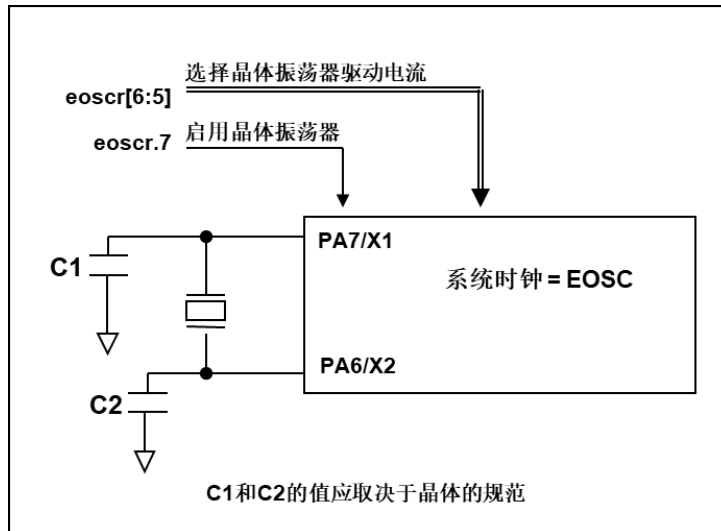 选择晶体振荡器驱动电流
eoscr[6:5]
启用晶体振荡器
eoscr.7
PA7/X1
C1
系统时钟 = EOSC
PA6/X2
C2
C1和C2的值应取决于晶体的规范